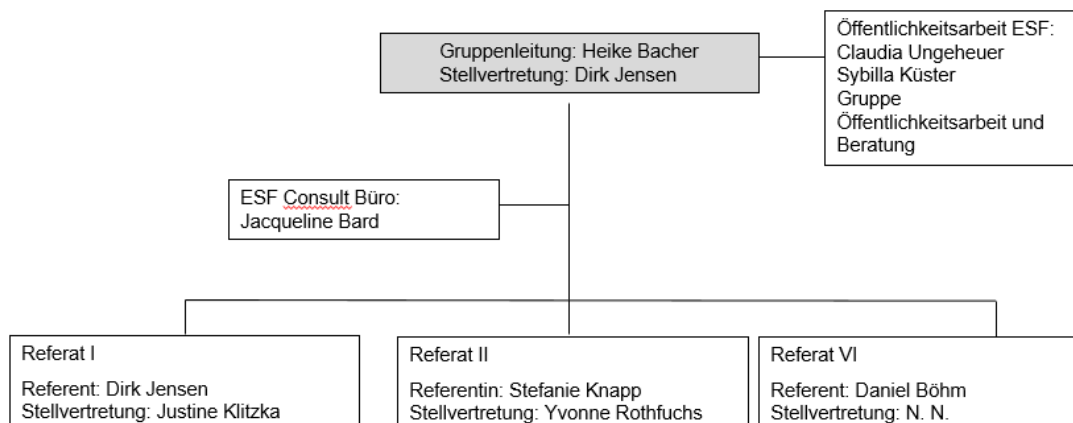 Gruppenleitung: Heike Bacher
Stellvertretung: Dirk Jensen
Öffentlichkeitsarbeit ESF:
Claudia Ungeheuer
Sybilla Küster
Gruppe
Öffentlichkeitsarbeit und
Beratung
ESF Consult Büro:
Jacqueline Bard
Referat I
Referent: Dirk Jensen
Stellvertretung: Justine Klitzka
Referat II
Referentin: Stefanie Knapp
Stellvertretung: Yvonne Rothfuchs
Referat VI
Referent: Daniel Böhm
Stellvertretung: N. N.